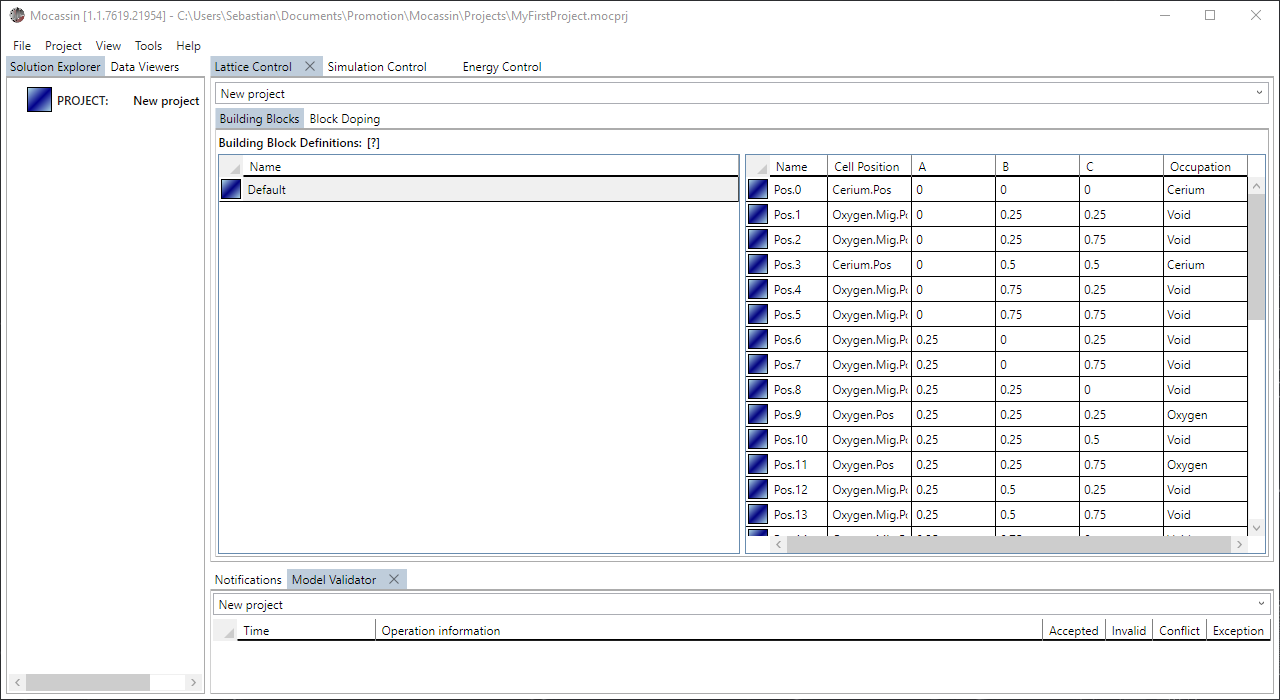 Mocassin [1.1.7619.21954] - C:\Users\Sebastian\Documents\Promotion\Mocassin\Projects\MyFirstProject.mocprj
File Project View Tools Help
Solution Explorer Data Viewers
PROJECT: New project
Lattice Control Simulation Control Energy Control
New project
Building Blocks Block Doping
Building Block Definitions: [?]
Name
Default
Name Cell Position A B C Occupation
Pos.0 Cerium.Pos 0 0 0 Cerium
Pos.1 Oxygen.Mig.Po 0 0.25 0.25 Void
Pos.2 Oxygen.Mig.Po 0 0.25 0.75 Void
Pos.3 Cerium.Pos 0 0.5 0.5 Cerium
Pos.4 Oxygen.Mig.Po 0 0.75 0.25 Void
Pos.5 Oxygen.Mig.Po 0 0.75 0.75 Void
Pos.6 Oxygen.Mig.Po 0.25 0 0.25 Void
Pos.7 Oxygen.Mig.Po 0.25 0 0.75 Void
Pos.8 Oxygen.Mig.Po 0.25 0.25 0 Void
Pos.9 Oxygen.Pos 0.25 0.25 0.25 Oxygen
Pos.10 Oxygen.Mig.Po 0.25 0.25 0.5 Void
Pos.11 Oxygen.Pos 0.25 0.25 0.75 Oxygen
Pos.12 Oxygen.Mig.Po 0.25 0.5 0.25 Void
Pos.13 Oxygen.Mig.Po 0.25 0.5 0.75 Void
Notifications Model Validator
New project
Time Operation information Accepted Invalid Conflict Exception